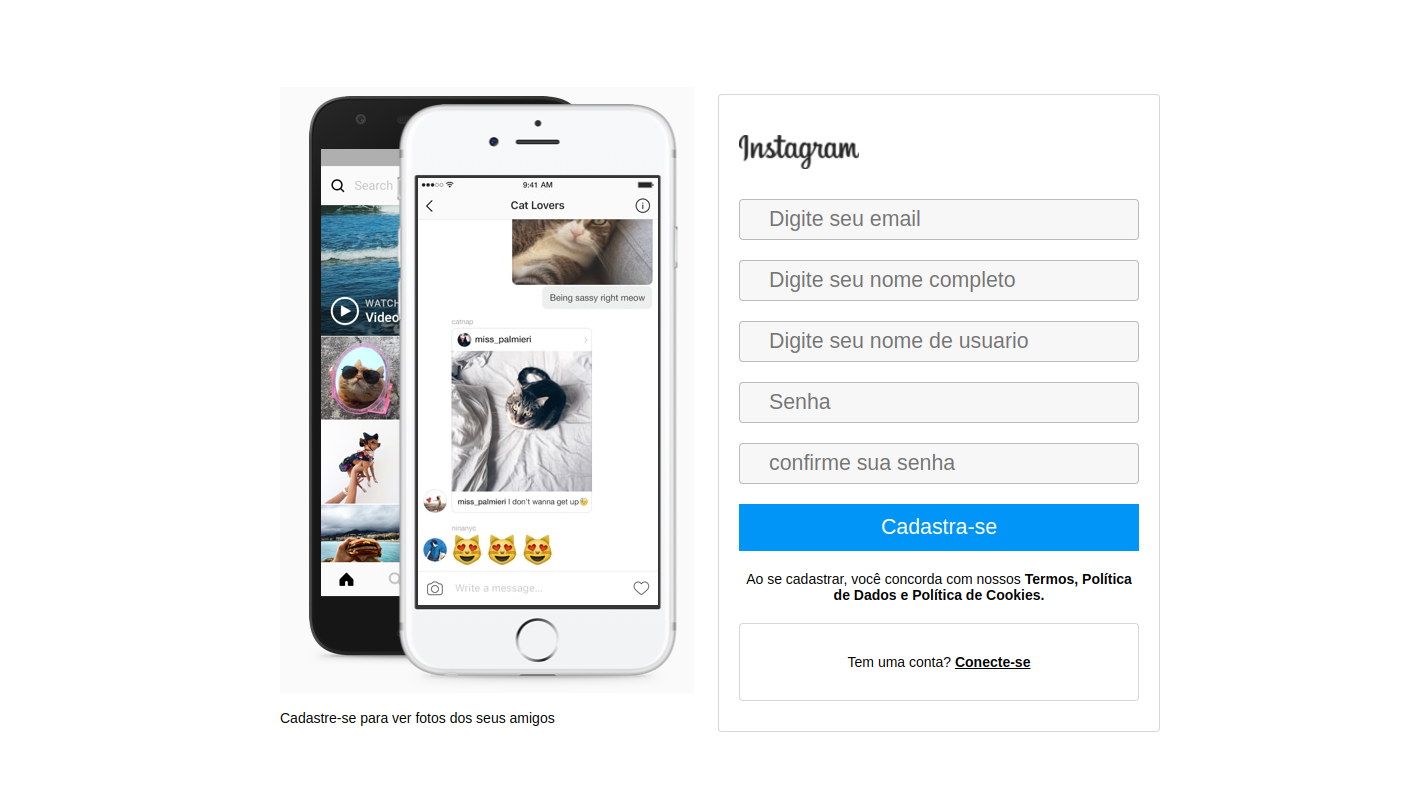 Search
WATCH
Video
9:41 AM
Cat Lovers
Being sassy right meow
catnap
miss_palmieri
miss_palmieri I don't wanna get up
ninanyc
Write a message...
Cadastre-se para ver fotos dos seus amigos
Instagram
Digite seu email
Digite seu nome completo
Digite seu nome de usuario
Senha
confirme sua senha
Cadastra-se
Ao se cadastrar, você concorda com nossos Termos, Política
de Dados e Política de Cookies.
Tem uma conta? Conecte-se